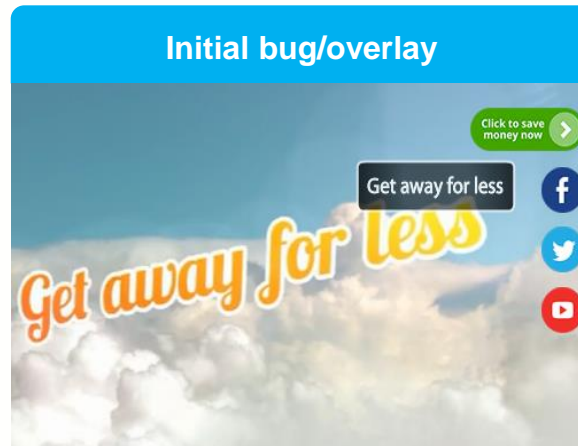 Initial bug/overlay
Click to save
money now
Get away for less
Get away for less